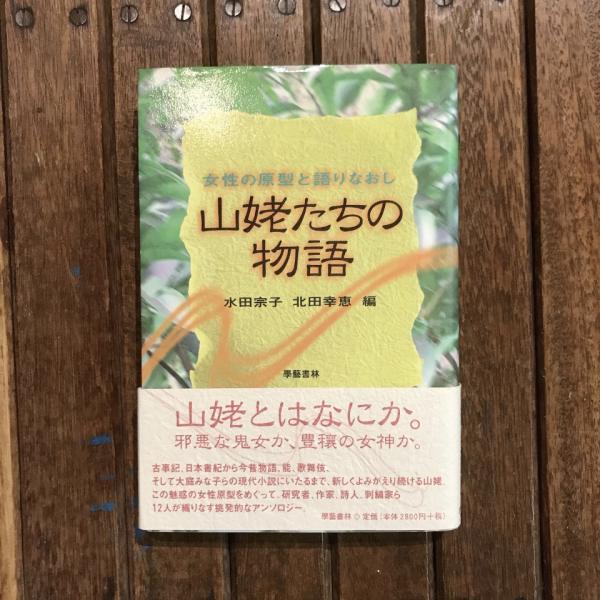 女性の原型と語りなおし
山姥たちの
物語
水田宗子 北田幸恵 編
學藝書林
山姥とはなにか。
邪悪な鬼女か、豊穣の女神か。
古事記、日本書紀から今昔物語、能、歌舞伎、
そして大庭みな子らの現代小説にいたるまで、新しくよみがえり続ける山姥。
この魅惑の女性原型をめぐって、研究者、作家、詩人、刺繍家ら
12人が織りなす挑発的なアンソロジー。
學藝書林◇定価(本体2800円+税)